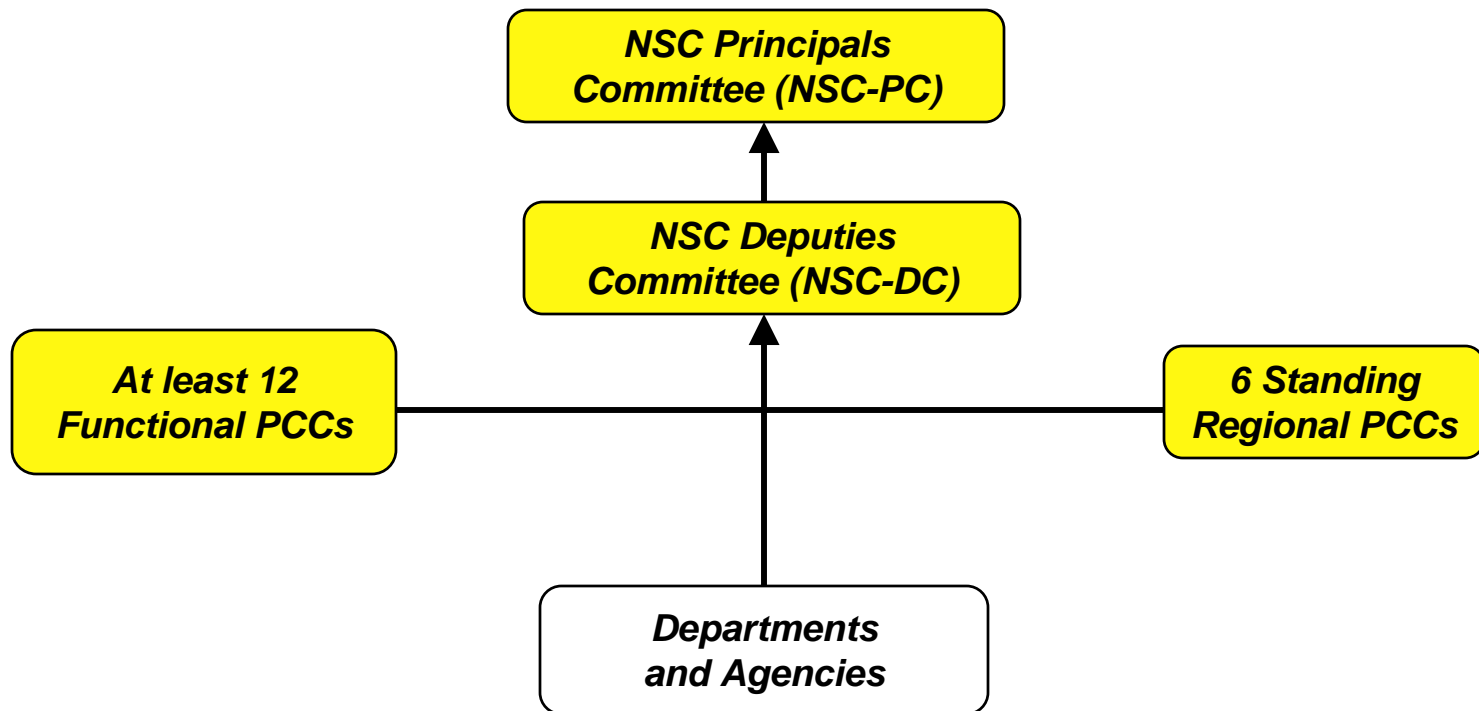 NSC Principals
Committee (NSC-PC)
NSC Deputies
Committee (NSC-DC)
At least 12
Functional PCCs
6 Standing
Regional PCCs
Departments
and Agencies